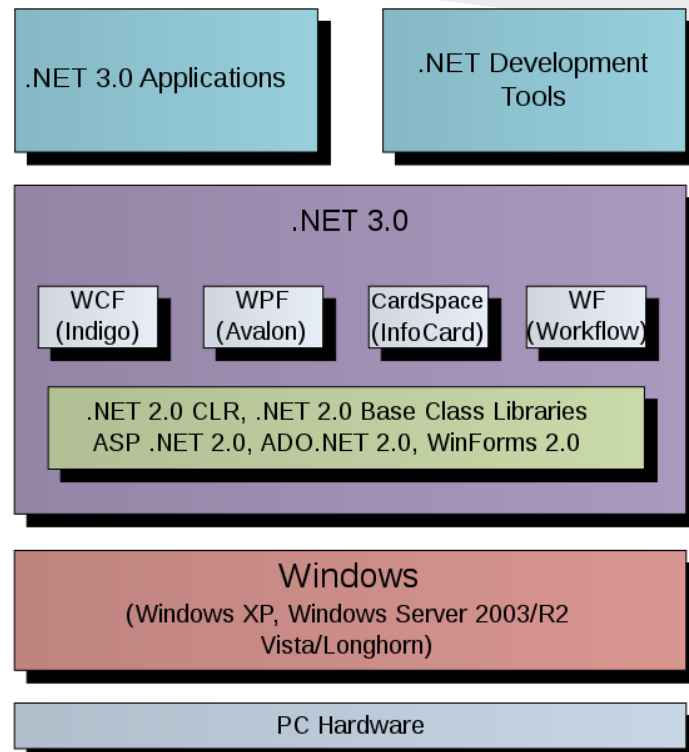 .NET 3.0 Applications
.NET Development
Tools
.NET 3.0
WCF
(Indigo)
WPF
(Avalon)
CardSpace
(InfoCard)
WF
(Workflow)
.NET 2.0 CLR, .NET 2.0 Base Class Libraries
ASP .NET 2.0, ADO.NET 2.0, WinForms 2.0
Windows
(Windows XP, Windows Server 2003/R2
Vista/Longhorn)
PC Hardware